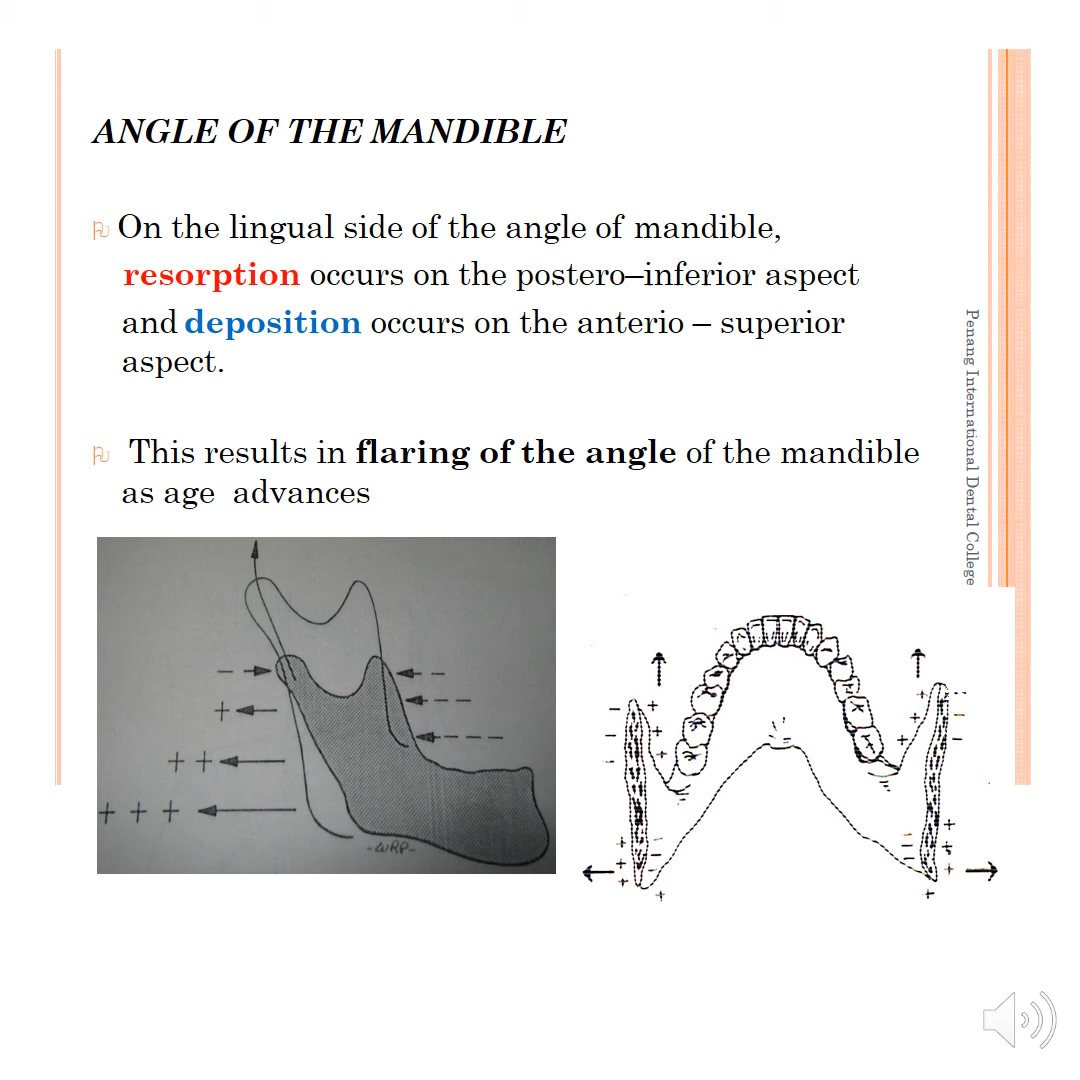 ANGLE OF THE MANDIBLE
On the lingual side of the angle of mandible,
resorption occurs on the postero–inferior aspect
and deposition occurs on the anterio – superior
aspect.
This results in flaring of the angle of the mandible
as age advances
Penang International Dental College
- + ++ +++
- -- ---
-WRP-